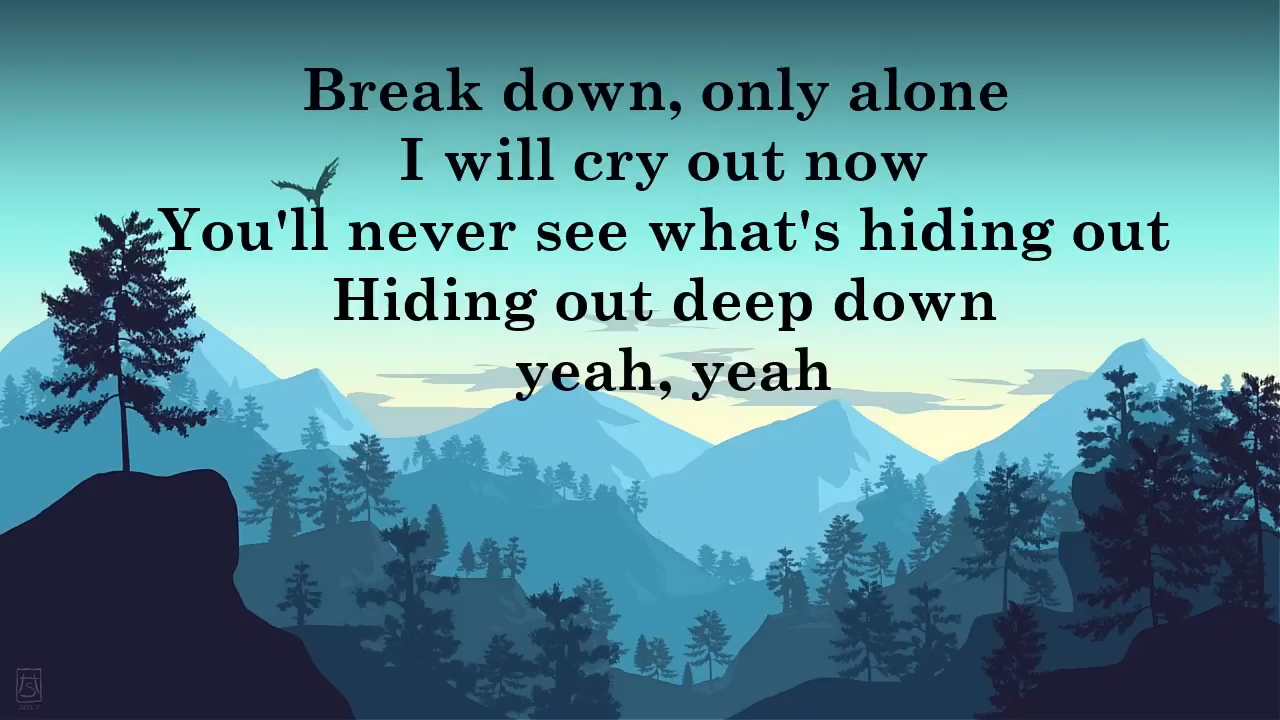 Break down, only alone
I will cry out now
You'll never see what's hiding out
Hiding out deep down
yeah, yeah
2017